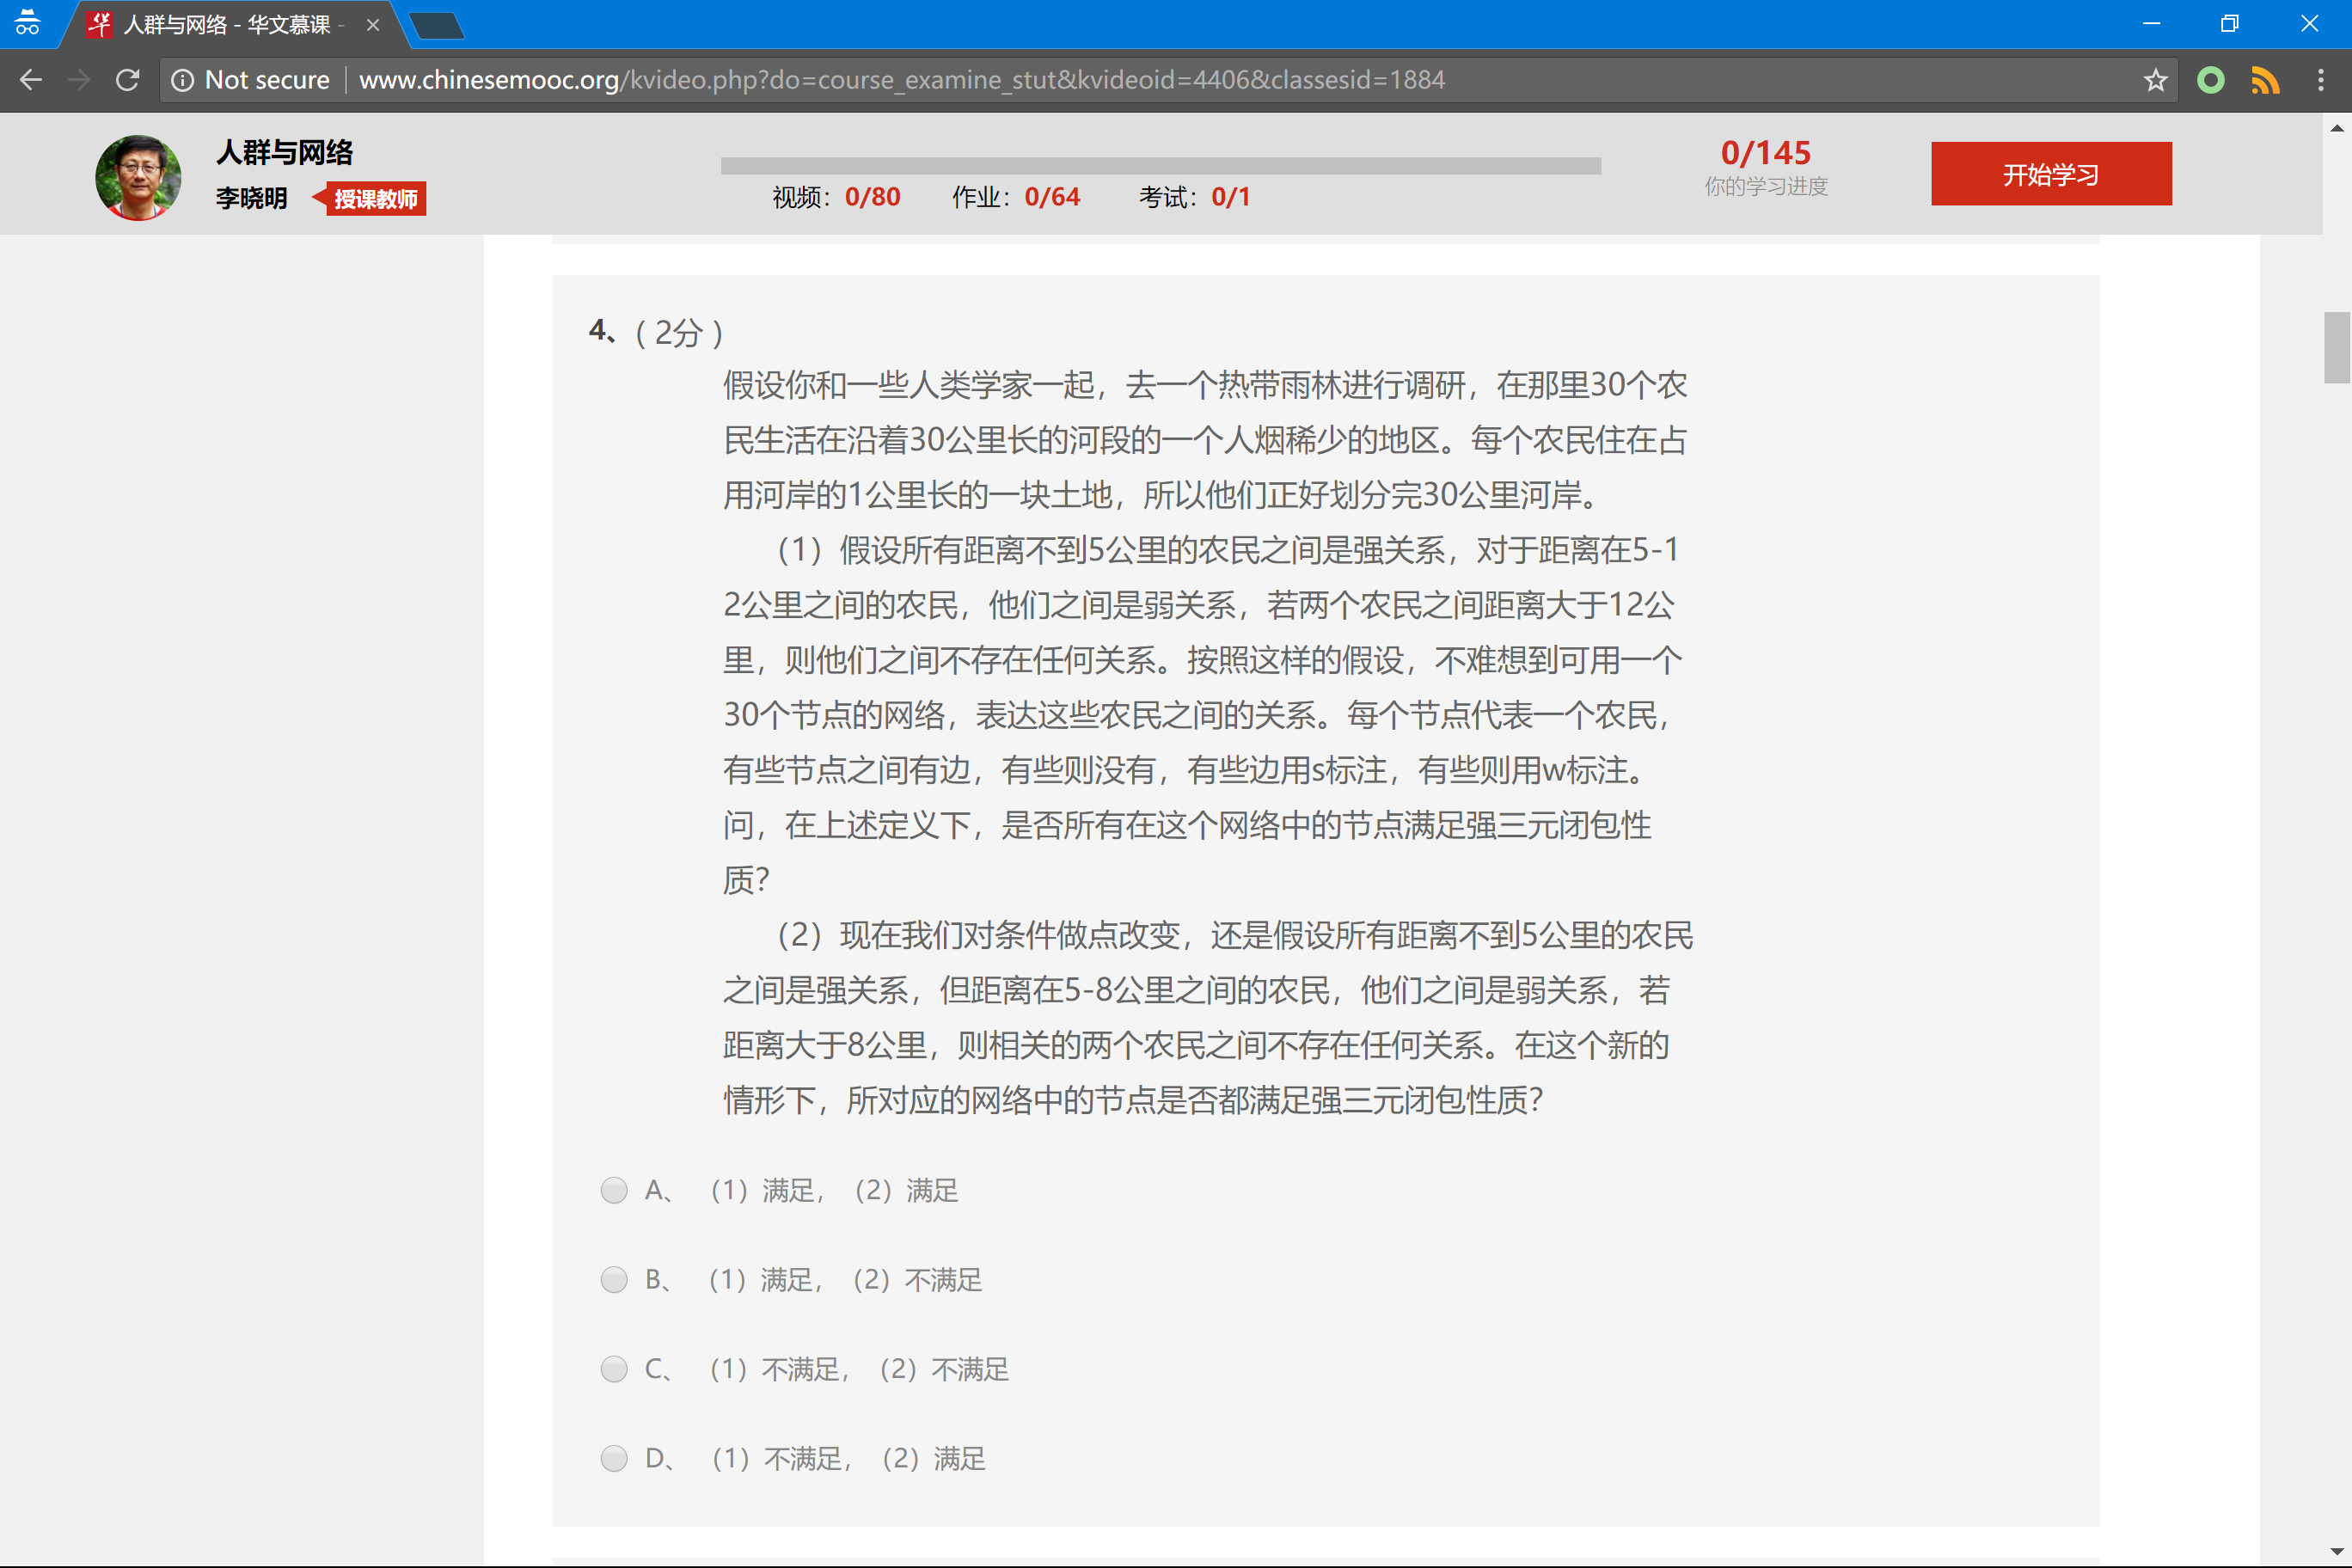 人群与网络 - 华文慕课 -
Not secure www.chinesemooc.org/kvideo.php?do=course_examine_stut&kvideoid=4406&classesid=1884
人群与网络
李晓明 授课教师
视频：0/80 作业：0/64 考试：0/1
0/145
你的学习进度
开始学习
4、（ 2分 ）
假设你和一些人类学家一起，去一个热带雨林进行调研，在那里30个农
民生活在沿着30公里长的河段的一个人烟稀少的地区。每个农民住在占
用河岸的1公里长的一块土地，所以他们正好划分完30公里河岸。
（1）假设所有距离不到5公里的农民之间是强关系，对于距离在5-1
2公里之间的农民，他们之间是弱关系，若两个农民之间距离大于12公
里，则他们之间不存在任何关系。按照这样的假设，不难想到可用一个
30个节点的网络，表达这些农民之间的关系。每个节点代表一个农民，
有些节点之间有边，有些则没有，有些边用s标注，有些则用w标注。
问，在上述定义下，是否所有在这个网络中的节点满足强三元闭包性
质？
（2）现在我们对条件做点改变，还是假设所有距离不到5公里的农民
之间是强关系，但距离在5-8公里之间的农民，他们之间是弱关系，若
距离大于8公里，则相关的两个农民之间不存在任何关系。在这个新的
情形下，所对应的网络中的节点是否都满足强三元闭包性质？
A、 （1）满足，（2）满足
B、 （1）满足，（2）不满足
C、 （1）不满足，（2）不满足
D、 （1）不满足，（2）满足